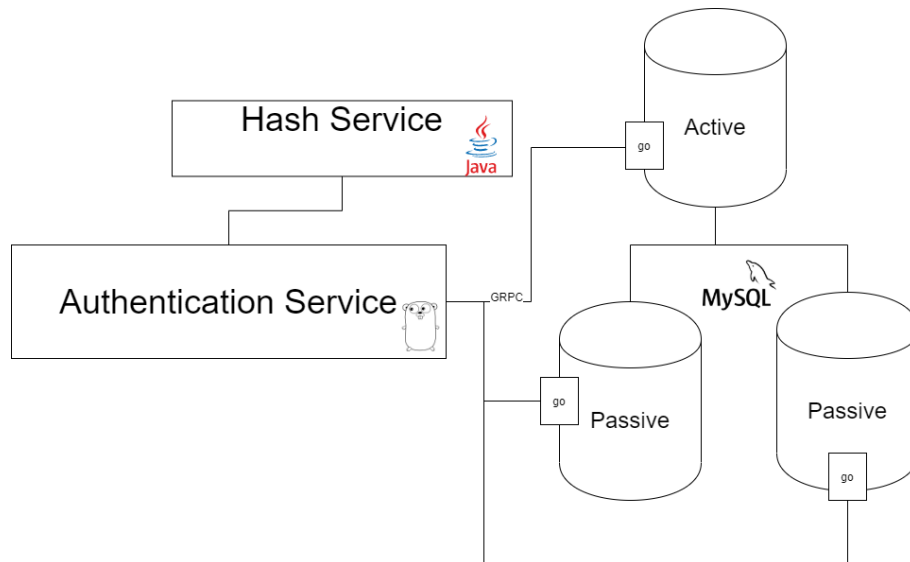 Hash Service
Java
Active
go
Authentication Service
GRPC
MySQL
go
Passive
Passive
go